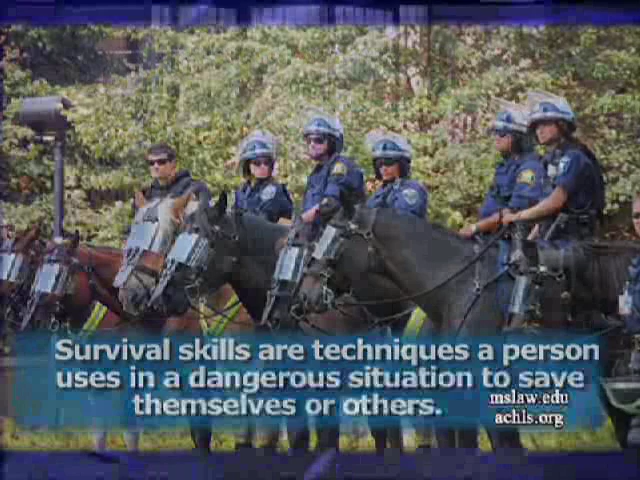 Survival skills are techniques a person
uses in a dangerous situation to save
themselves or others.
mslaw.edu
achls.org